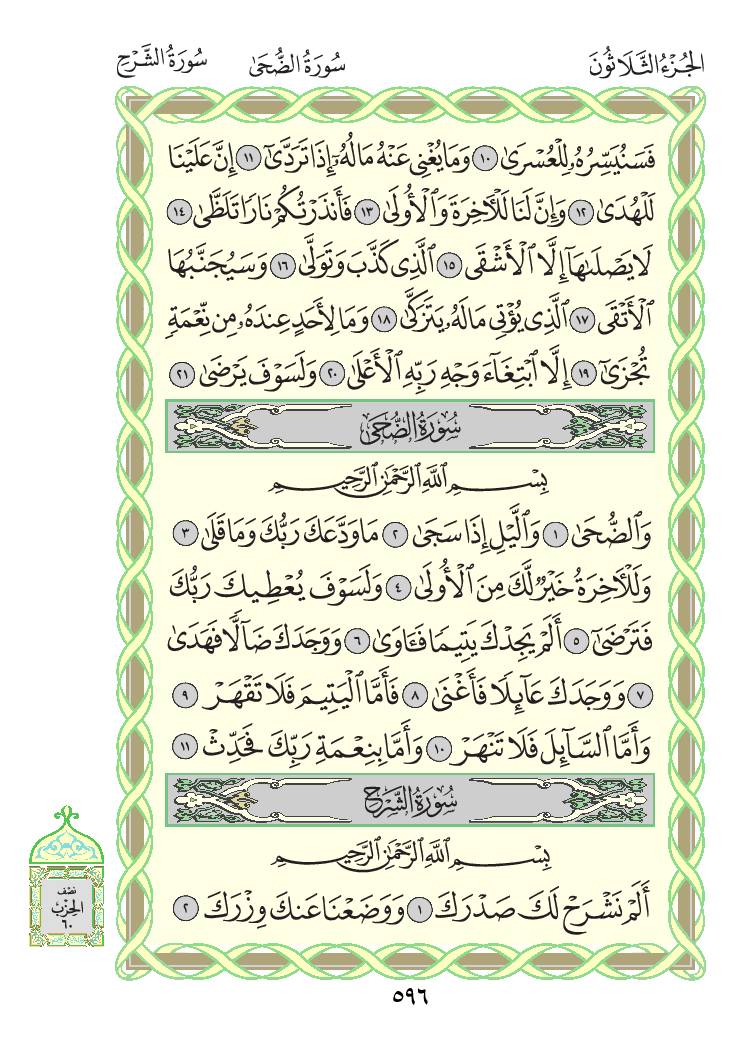 الجُزْءُ الثَّلَاثُونَ
سُورَةُ الضُّحَىٰ
سُورَةُ الشَّرْحِ
فَسَنُيَسِّرُهُۥ لِلْعُسْرَىٰ ١٠ وَمَا يُغْنِى عَنْهُ مَالُهُۥٓ إِذَا تَرَدَّىٰٓ ١١ إِنَّ عَلَيْنَا
لَلْهُدَىٰ ١٢ وَإِنَّ لَنَا لَلْـَٔاخِرَةَ وَٱلْأُولَىٰ ١٣ فَأَنذَرْتُكُمْ نَارًا تَلَظَّىٰ ١٤
لَا يَصْلَىٰهَآ إِلَّا ٱلْأَشْقَى ١٥ ٱلَّذِى كَذَّبَ وَتَوَلَّىٰ ١٦ وَسَيُجَنَّبُهَا
ٱلْأَتْقَى ١٧ ٱلَّذِى يُؤْتِى مَالَهُۥ يَتَزَكَّىٰ ١٨ وَمَا لِأَحَدٍ عِندَهُۥ مِن نِّعْمَةٍ
تُجْزَىٰٓ ١٩ إِلَّا ٱبْتِغَآءَ وَجْهِ رَبِّهِ ٱلْأَعْلَىٰ ٢٠ وَلَسَوْفَ يَرْضَىٰ ٢١
سُورَةُ الضُّحَىٰ
بِسْمِ ٱللَّهِ ٱلرَّحْمَٰنِ ٱلرَّحِيمِ
وَٱلضُّحَىٰ ١ وَٱلَّيْلِ إِذَا سَجَىٰ ٢ مَا وَدَّعَكَ رَبُّكَ وَمَا قَلَىٰ ٣
وَلَلْـَٔاخِرَةُ خَيْرٌ لَّكَ مِنَ ٱلْأُولَىٰ ٤ وَلَسَوْفَ يُعْطِيكَ رَبُّكَ
فَتَرْضَىٰٓ ٥ أَلَمْ يَجِدْكَ يَتِيمًا فَـَٔاوَىٰ ٦ وَوَجَدَكَ ضَآلًّا فَهَدَىٰ
٧ وَوَجَدَكَ عَآئِلًا فَأَغْنَىٰ ٨ فَأَمَّا ٱلْيَتِيمَ فَلَا تَقْهَرْ ٩
وَأَمَّا ٱلسَّآئِلَ فَلَا تَنْهَرْ ١٠ وَأَمَّا بِنِعْمَةِ رَبِّكَ فَحَدِّثْ ١١
سُورَةُ الشَّرْحِ
بِسْمِ ٱللَّهِ ٱلرَّحْمَٰنِ ٱلرَّحِيمِ
أَلَمْ نَشْرَحْ لَكَ صَدْرَكَ ١ وَوَضَعْنَا عَنكَ وِزْرَكَ ٢
نصف
الحزب
٦٠
٥٩٦